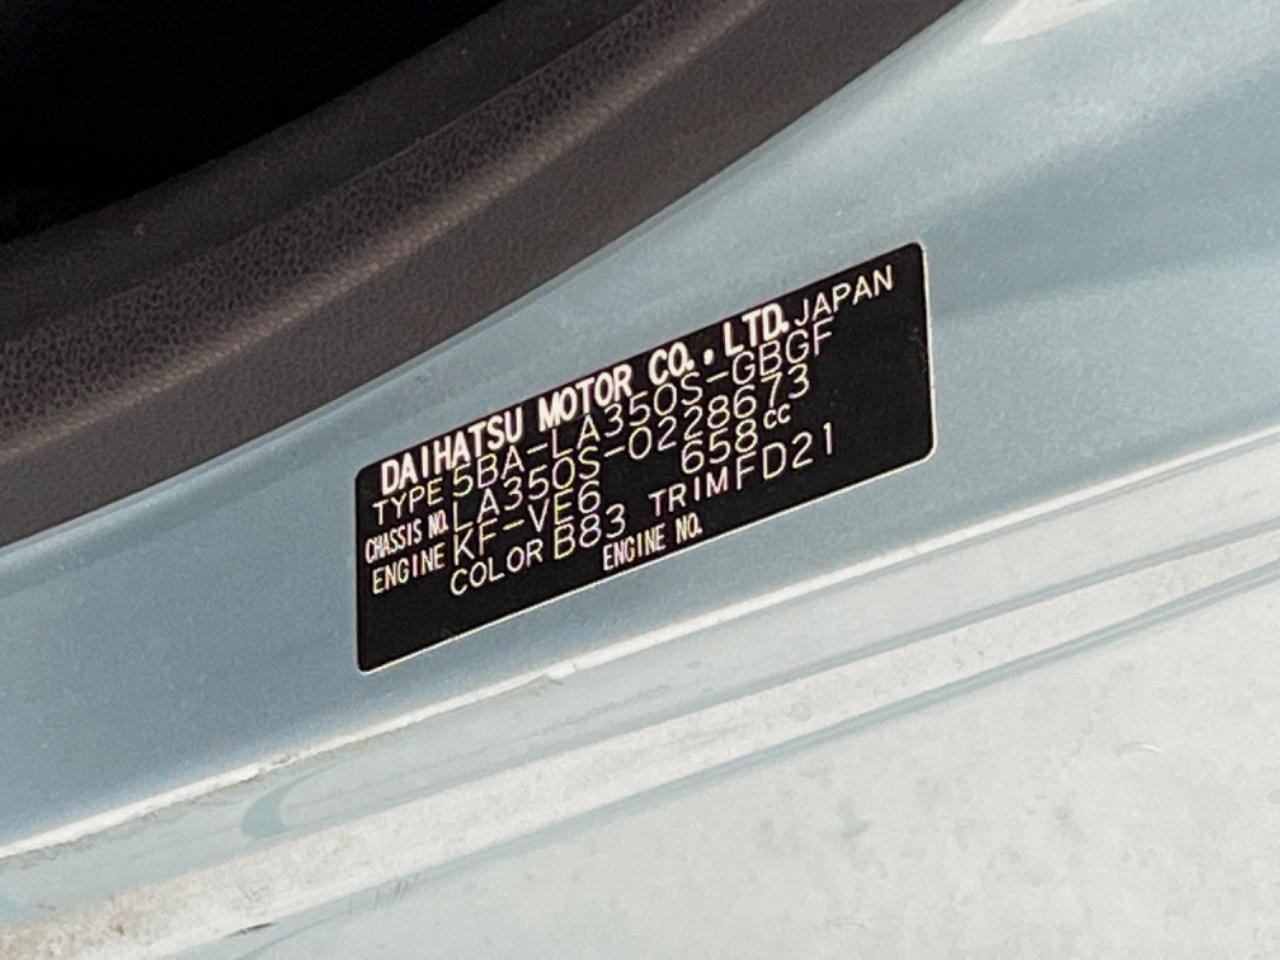 DAIHATSU MOTOR CO.,LTD. JAPAN
TYPE 5BA-LA350S-GBGF
CHASSIS NO. LA350S-0228673
ENGINE KF-VE6 658cc
COLOR B83 TRIM FD21
ENGINE NO.